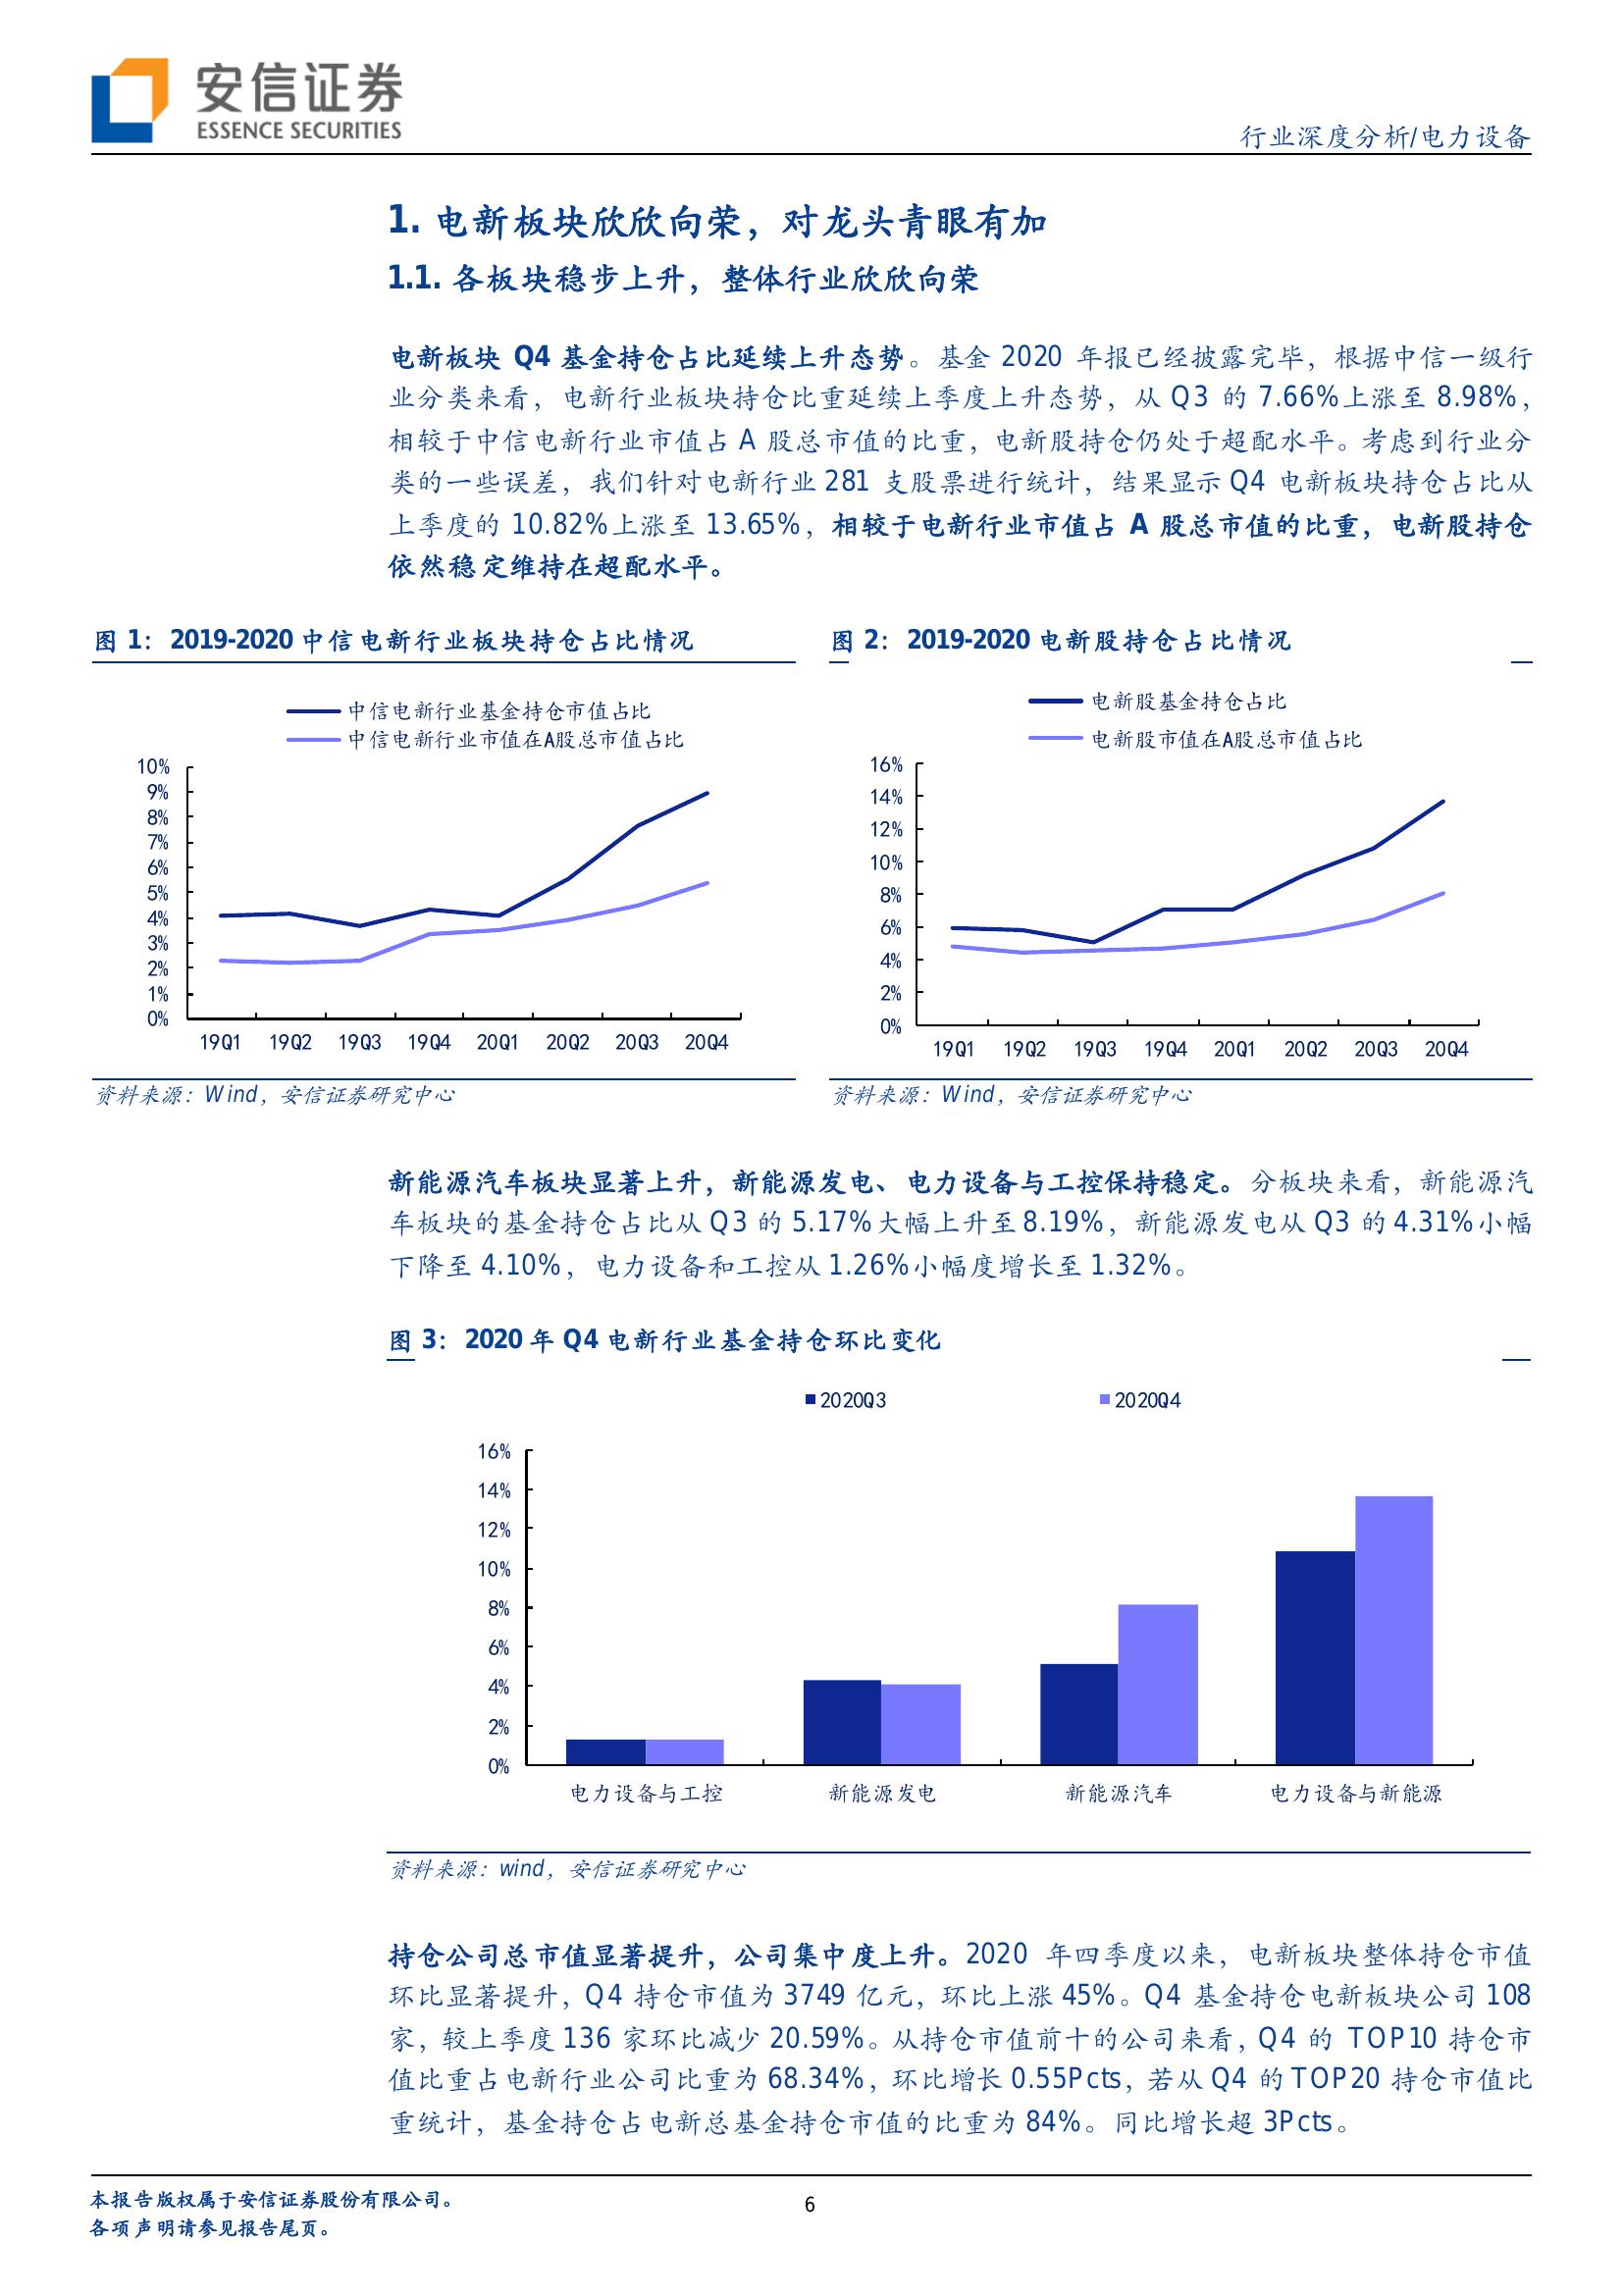 安信证券
ESSENCE SECURITIES
行业深度分析/电力设备
1. 电新板块欣欣向荣，对龙头青眼有加
1.1. 各板块稳步上升，整体行业欣欣向荣
电新板块 Q4 基金持仓占比延续上升态势。基金 2020 年报已经披露完毕，根据中信一级行
业分类来看，电新行业板块持仓比重延续上季度上升态势，从 Q3 的 7.66%上涨至 8.98%，
相较于中信电新行业市值占 A 股总市值的比重，电新股持仓仍处于超配水平。考虑到行业分
类的一些误差，我们针对电新行业 281 支股票进行统计，结果显示 Q4 电新板块持仓占比从
上季度的 10.82%上涨至 13.65%，相较于电新行业市值占 A 股总市值的比重，电新股持仓
依然稳定维持在超配水平。
图 1：2019-2020 中信电新行业板块持仓占比情况
中信电新行业基金持仓市值占比
中信电新行业市值在A股总市值占比
10%
9%
8%
7%
6%
5%
4%
3%
2%
1%
0%
19Q1 19Q2 19Q3 19Q4 20Q1 20Q2 20Q3 20Q4
资料来源：Wind，安信证券研究中心
图 2：2019-2020 电新股持仓占比情况
电新股基金持仓占比
电新股市值在A股总市值占比
16%
14%
12%
10%
8%
6%
4%
2%
0%
19Q1 19Q2 19Q3 19Q4 20Q1 20Q2 20Q3 20Q4
资料来源：Wind，安信证券研究中心
新能源汽车板块显著上升，新能源发电、电力设备与工控保持稳定。分板块来看，新能源汽
车板块的基金持仓占比从 Q3 的 5.17%大幅上升至 8.19%，新能源发电从 Q3 的 4.31%小幅
下降至 4.10%，电力设备和工控从 1.26%小幅度增长至 1.32%。
图 3：2020 年 Q4 电新行业基金持仓环比变化
2020Q3 2020Q4
16%
14%
12%
10%
8%
6%
4%
2%
0%
电力设备与工控 新能源发电 新能源汽车 电力设备与新能源
资料来源：wind，安信证券研究中心
持仓公司总市值显著提升，公司集中度上升。2020 年四季度以来，电新板块整体持仓市值
环比显著提升，Q4 持仓市值为 3749 亿元，环比上涨 45%。Q4 基金持仓电新板块公司 108
家，较上季度 136 家环比减少 20.59%。从持仓市值前十的公司来看，Q4 的 TOP10 持仓市
值比重占电新行业公司比重为 68.34%，环比增长 0.55Pcts，若从 Q4 的 TOP20 持仓市值比
重统计，基金持仓占电新总基金持仓市值的比重为 84%。同比增长超 3Pcts。
本报告版权属于安信证券股份有限公司。
各项声明请参见报告尾页。
6